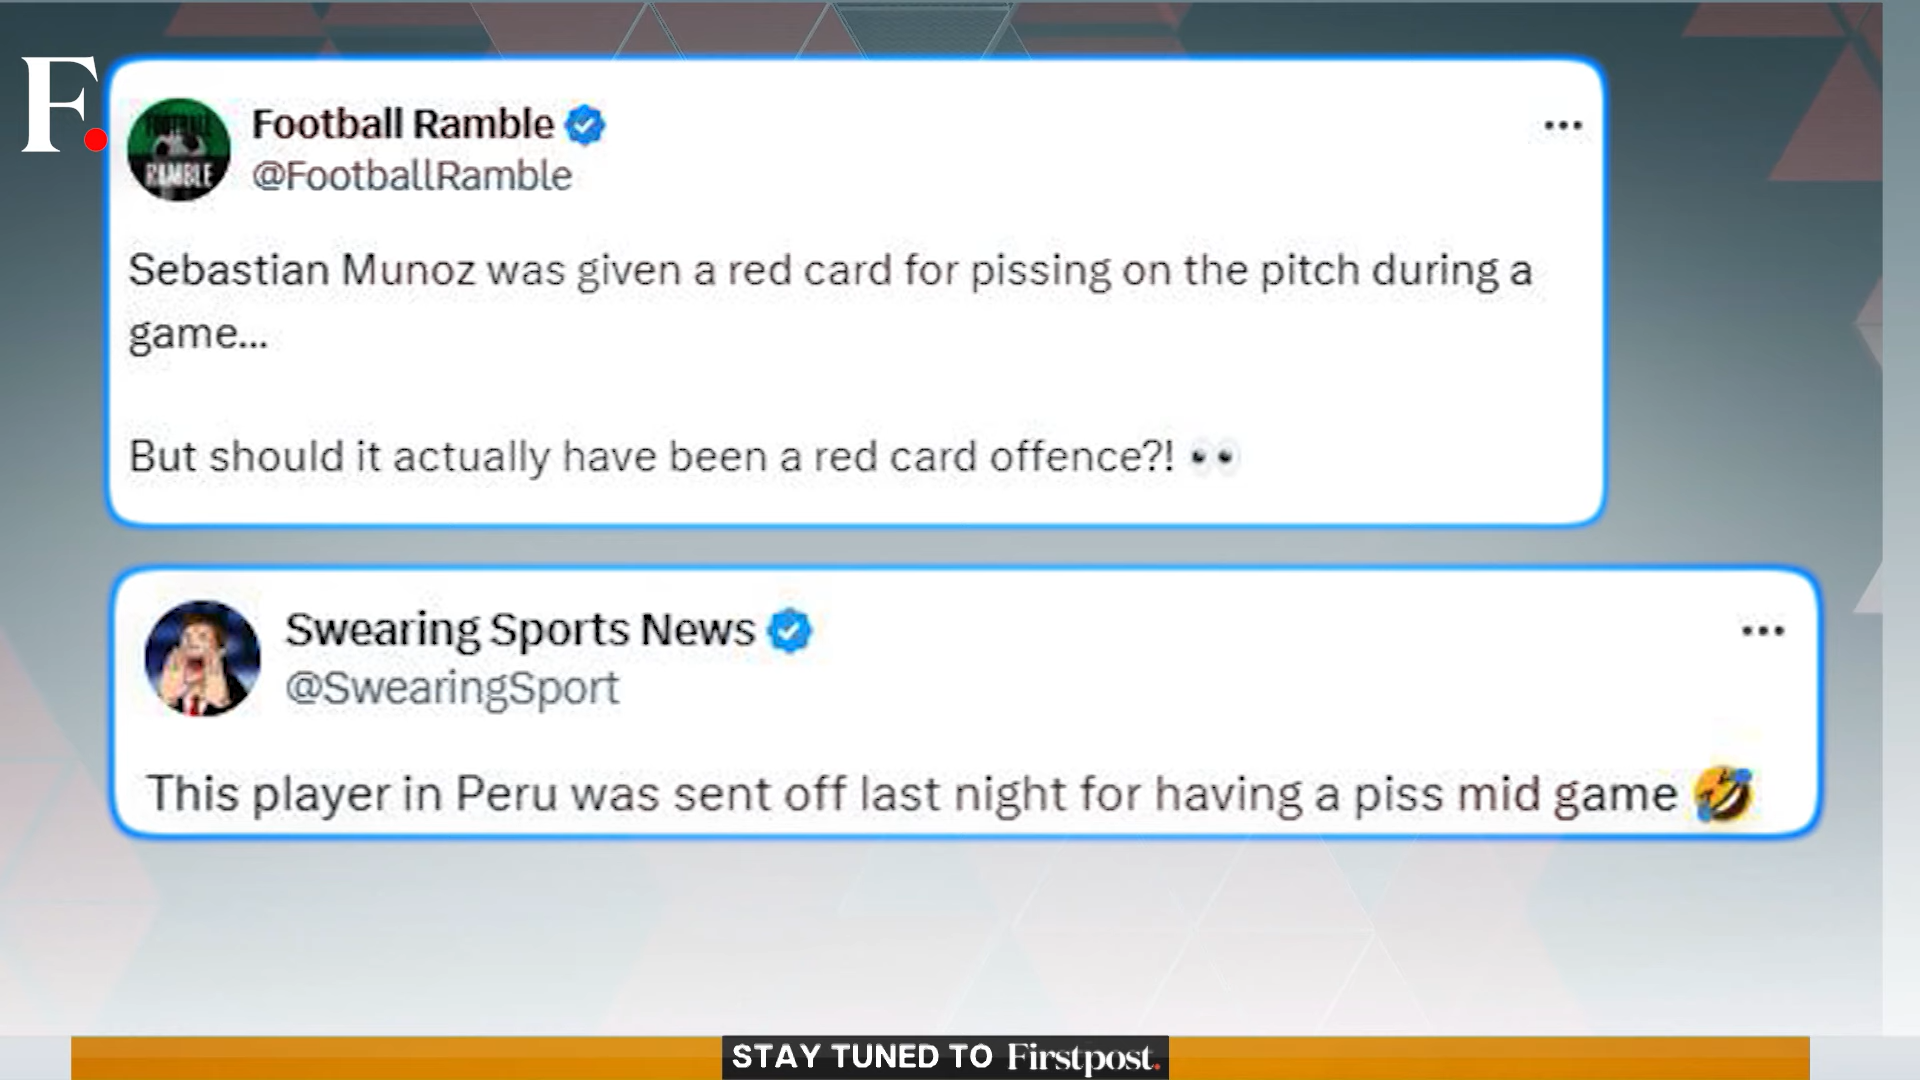 F.
FOOTBALL
RAMBLE
Football Ramble
@FootballRamble
Sebastian Munoz was given a red card for pissing on the pitch during a
game...
But should it actually have been a red card offence?! 👀
Swearing Sports News
@SwearingSport
This player in Peru was sent off last night for having a piss mid game 🤣
STAY TUNED TO Firstpost.